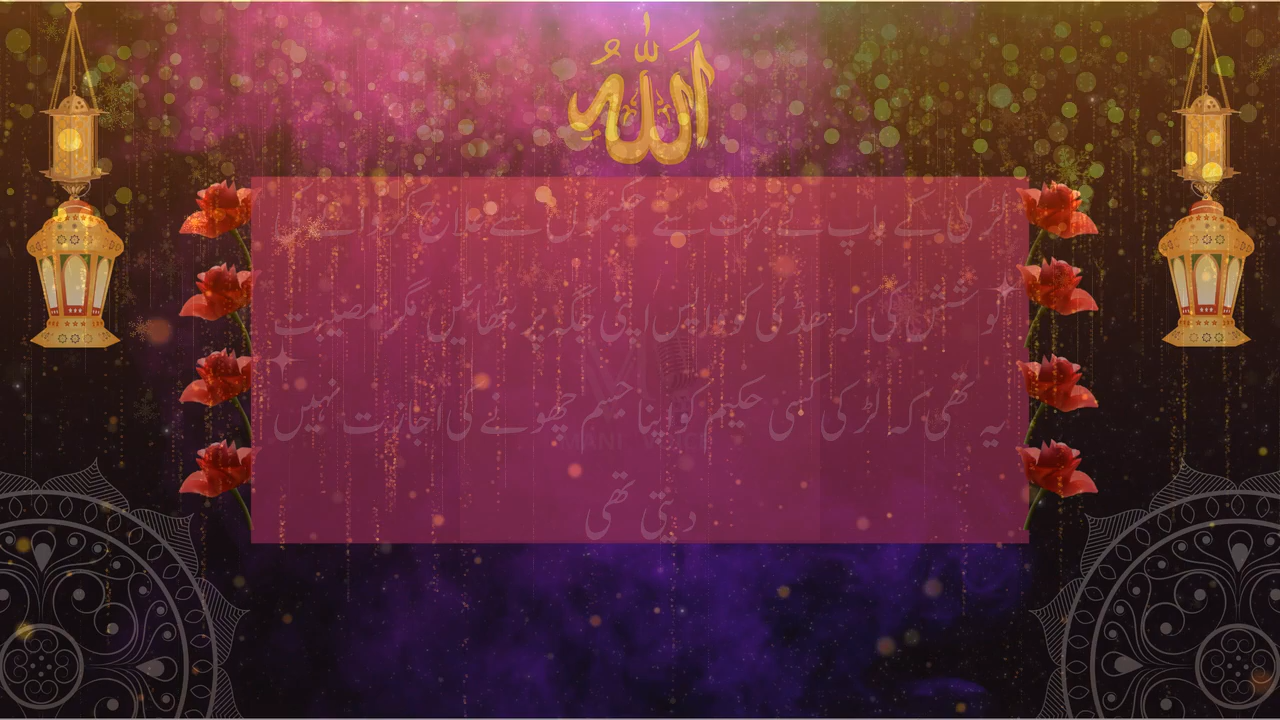 الله
لڑکی کے باپ نے بہت سے حکیموں سے علاج کروانے کی
کوشش کی کہ ھڈی کو واپس اپنی جگہ پر بٹھائیں مگر مصیبت
یہ تھی کہ لڑکی کسی حکیم کو اپنا جسم چھونے کی اجازت نہیں
دیتی تھی